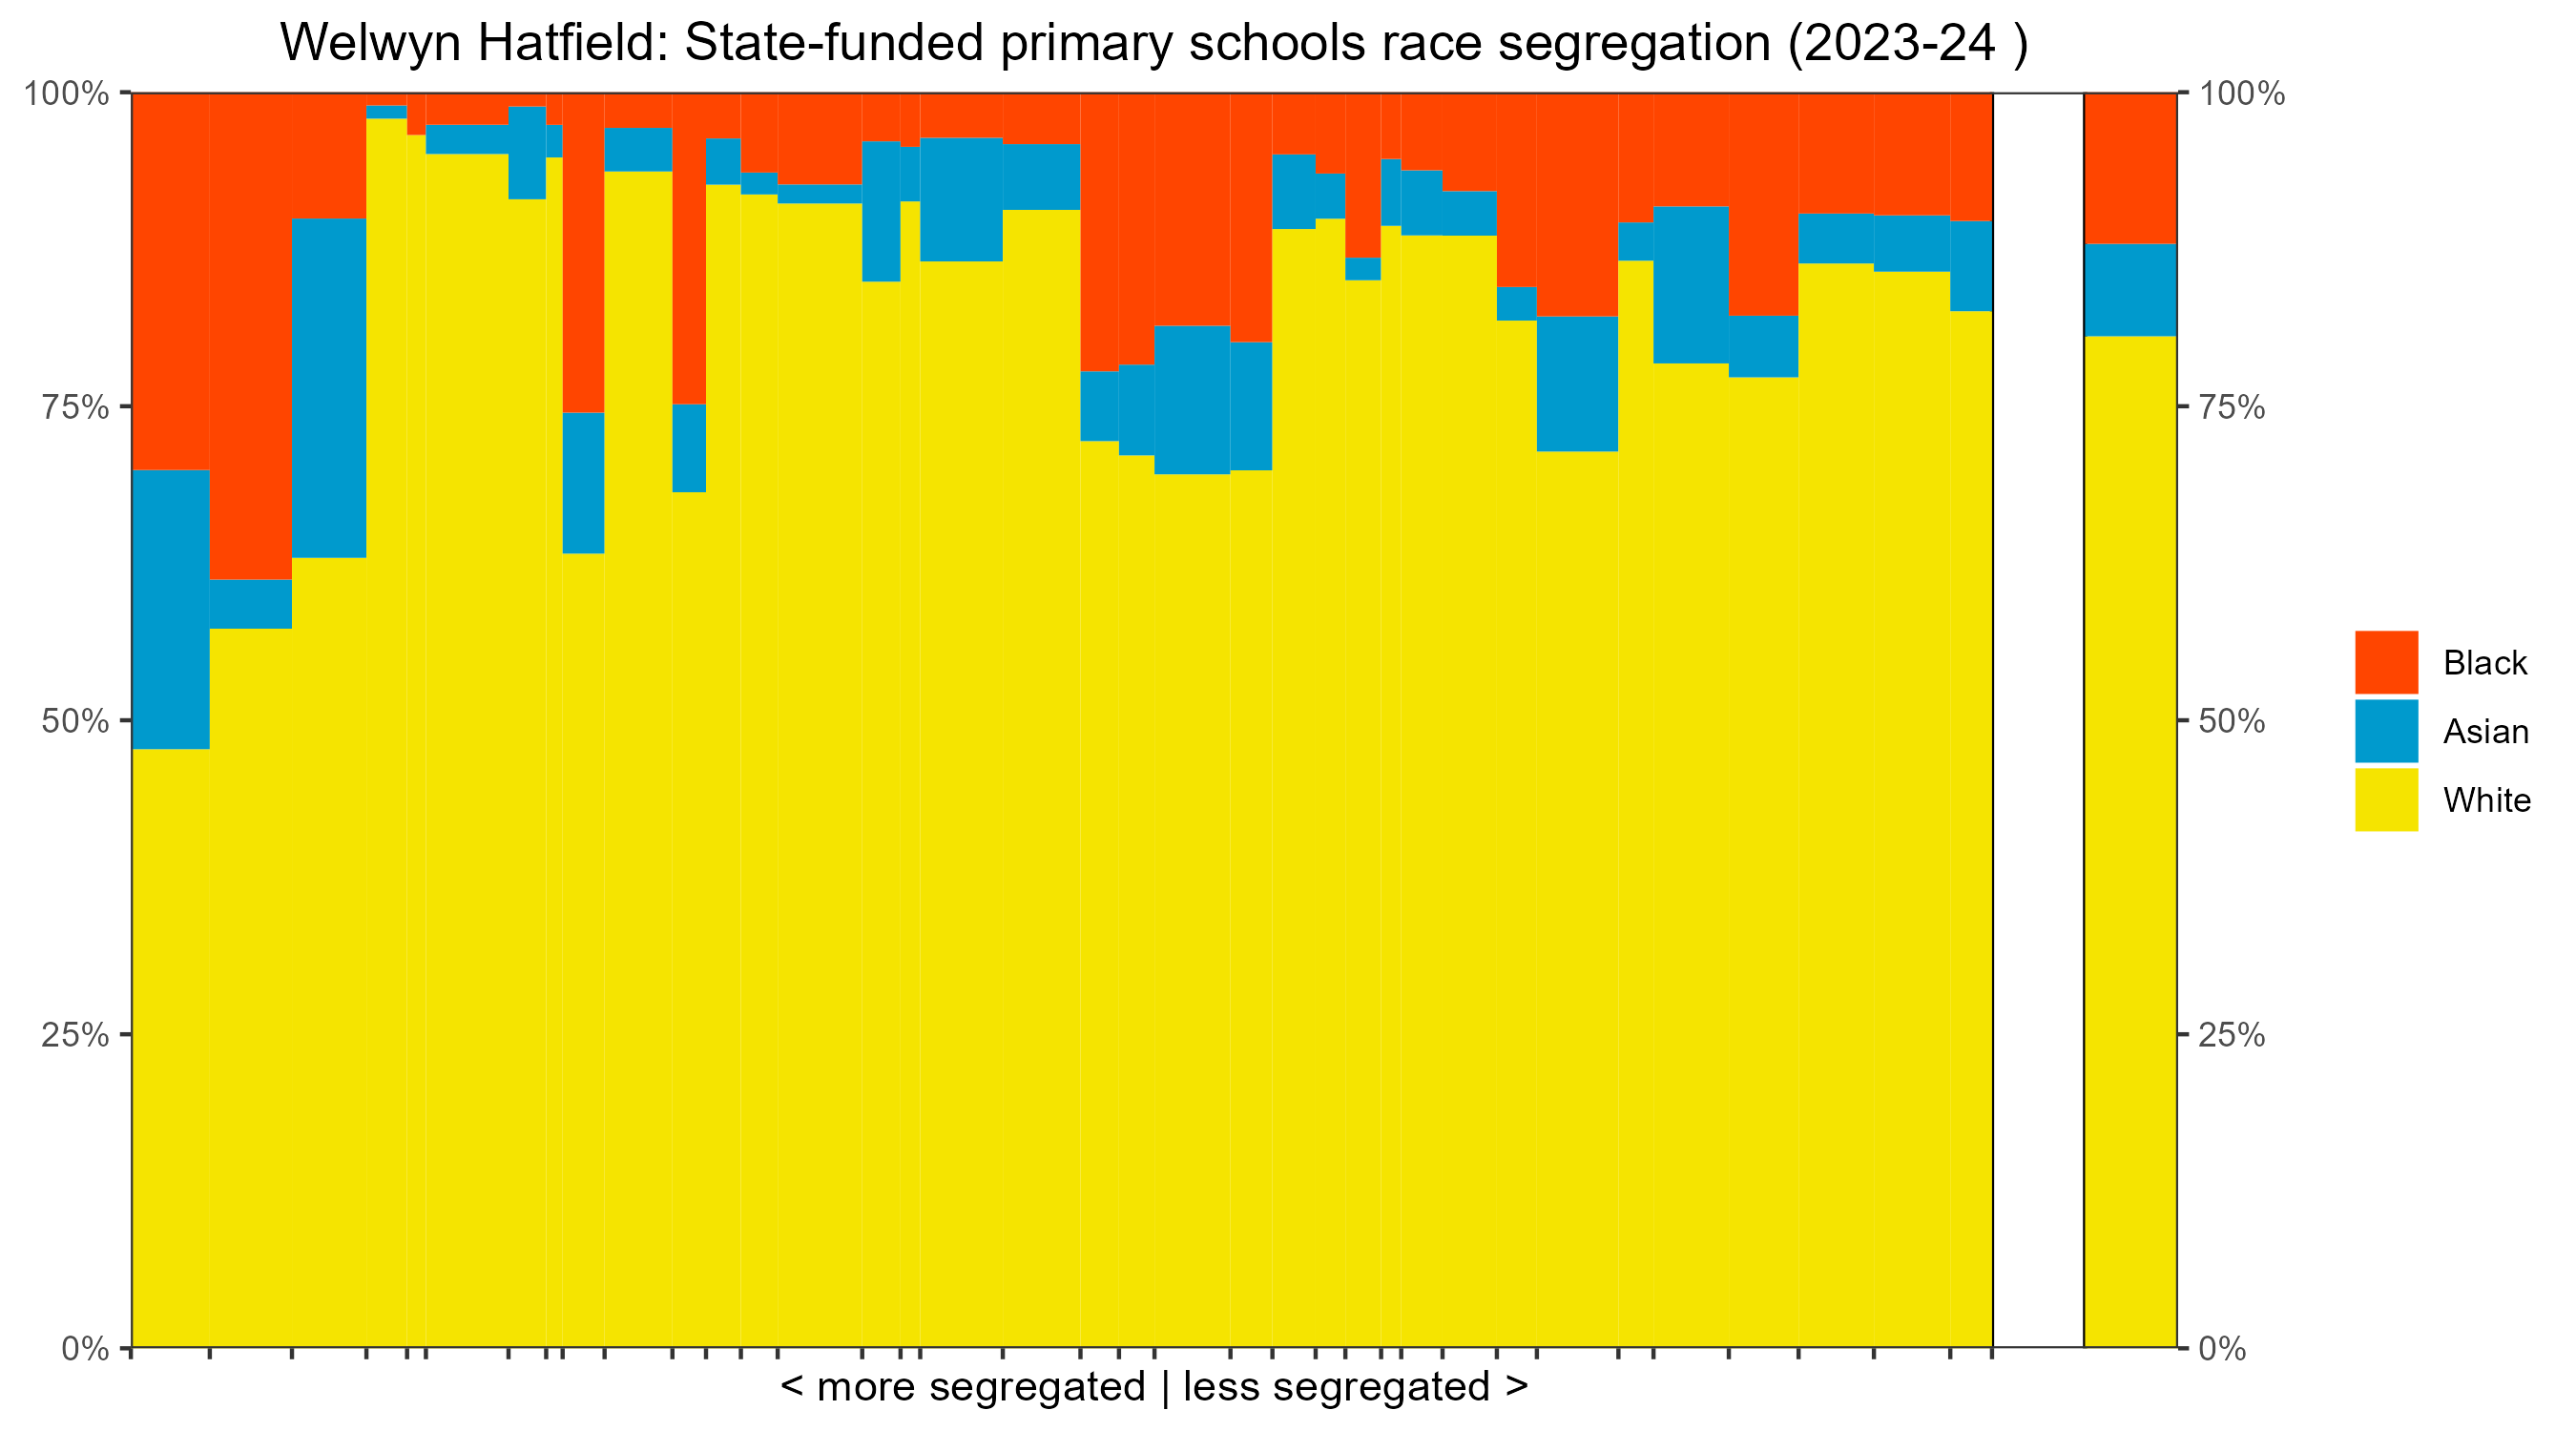 Welwyn Hatfield: State-funded primary schools race segregation (2023-24 )
100%
75%
50%
25%
0%
100%
75%
50%
25%
0%
Black
Asian
White
< more segregated | less segregated >